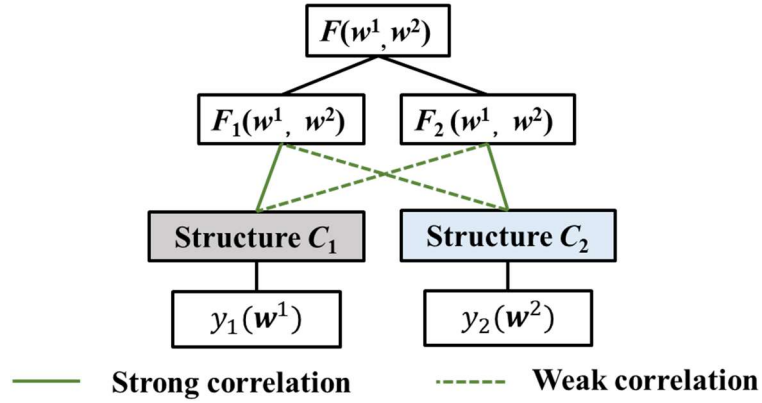 F(w¹,w²)
F₁(w¹, w²)
F₂ (w¹, w²)
Structure C₁
Structure C₂
y₁(w¹)
y₂(w²)
Strong correlation
Weak correlation